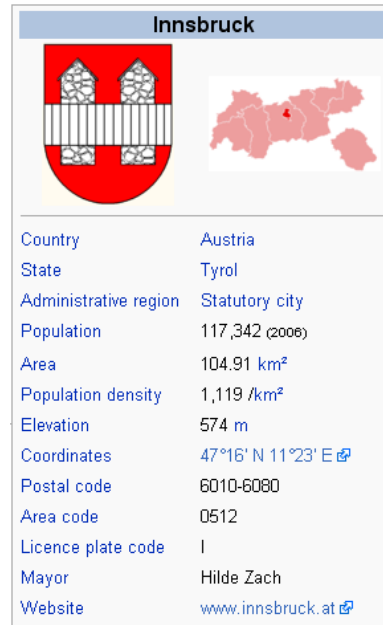 Innsbruck
Country Austria
State Tyrol
Administrative region Statutory city
Population 117,342 (2006)
Area 104.91 km²
Population density 1,119 /km²
Elevation 574 m
Coordinates 47°16' N 11°23' E
Postal code 6010-6080
Area code 0512
Licence plate code I
Mayor Hilde Zach
Website www.innsbruck.at